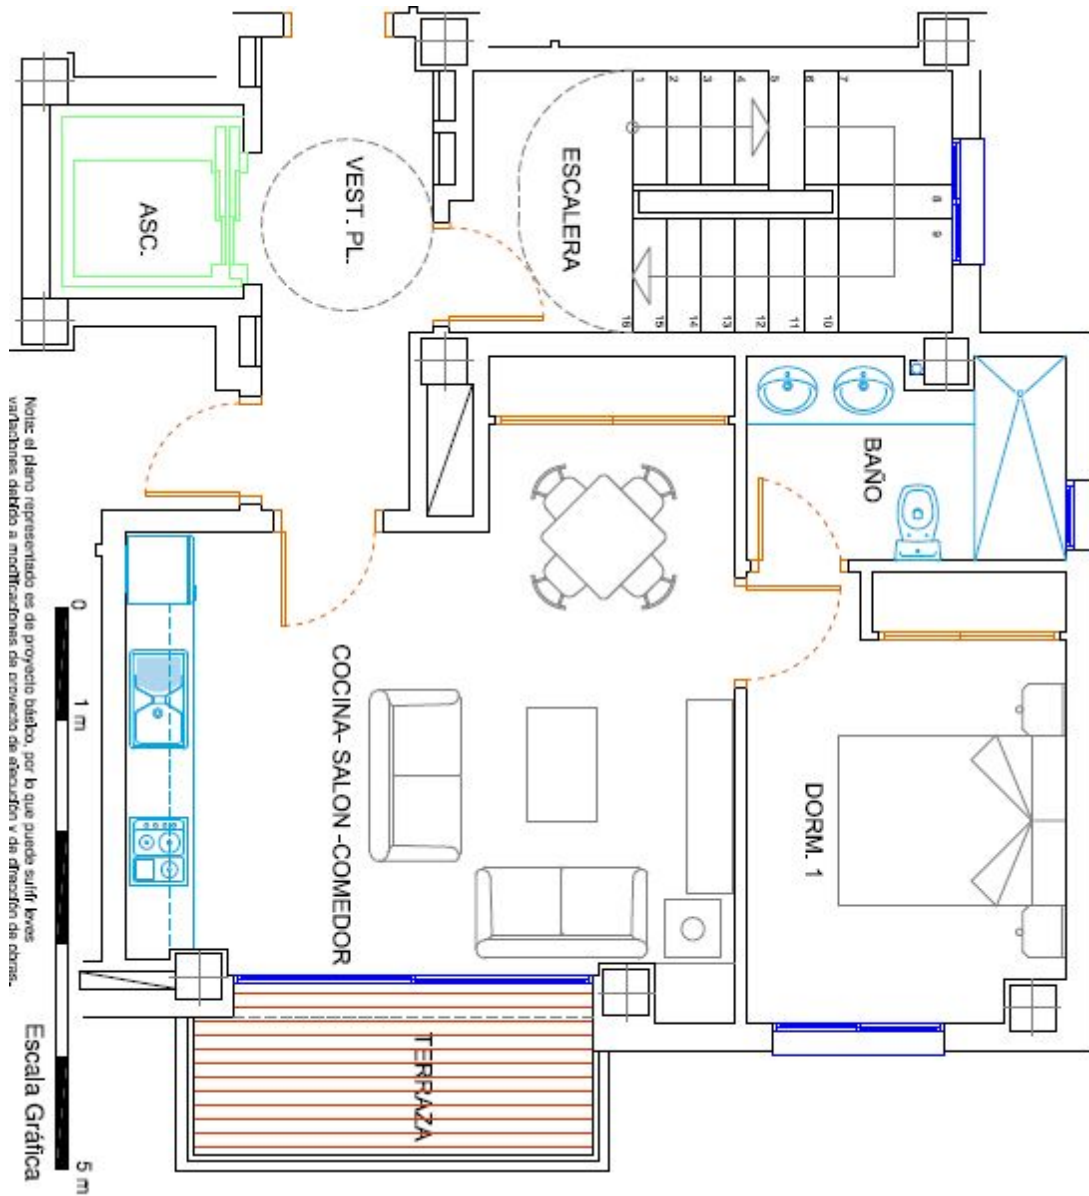 ESCALERA
VEST. PL.
ASC.
1
2
3
4
5
6
7
8
9
10
11
12
13
14
15
16
BAÑO
COCINA- SALON -COMEDOR
DORM. 1
TERRAZA
Nota: el plano representado es de proyecto básico, por lo que puede sufrir leves
variaciones debido a modificaciones de proyecto de ejecución y de dirección de obras.
0
1 m
5 m
Escala Gráfica